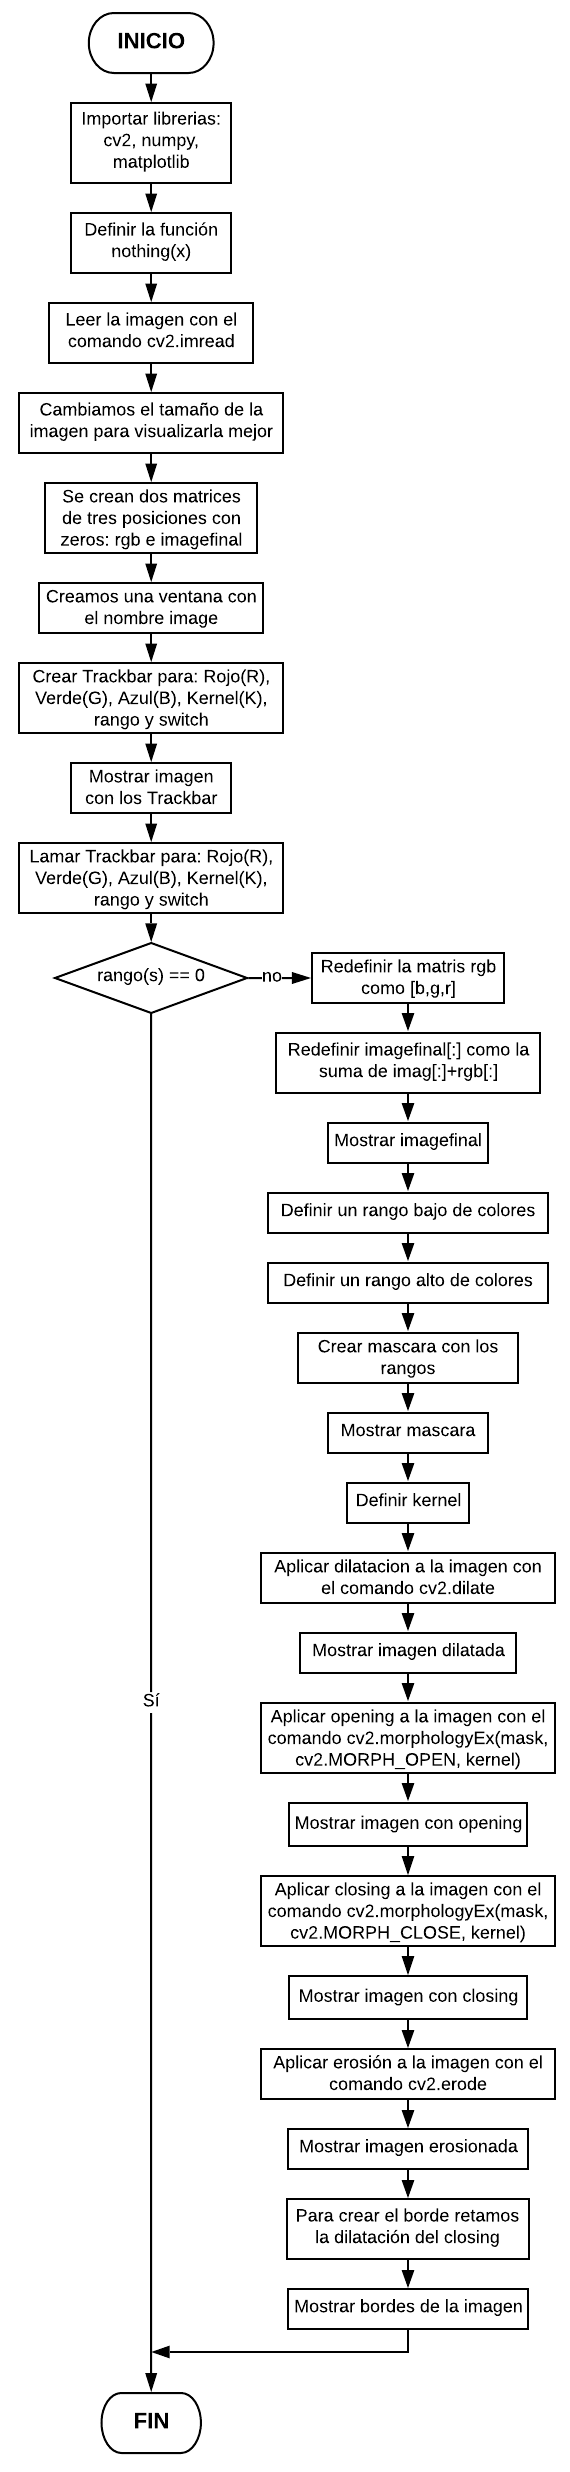 INICIO
Importar librerias:
cv2, numpy,
matplotlib
Definir la función
nothing(x)
Leer la imagen con el
comando cv2.imread
Cambiamos el tamaño de la
imagen para visualizarla mejor
Se crean dos matrices
de tres posiciones con
zeros: rgb e imagefinal
Creamos una ventana con
el nombre image
Crear Trackbar para: Rojo(R),
Verde(G), Azul(B), Kernel(K),
rango y switch
Mostrar imagen
con los Trackbar
Lamar Trackbar para: Rojo(R),
Verde(G), Azul(B), Kernel(K),
rango y switch
rango(s) == 0
no
Redefinir la matris rgb
como [b,g,r]
Redefinir imagefinal[:] como la
suma de imag[:]+rgb[:]
Mostrar imagefinal
Definir un rango bajo de colores
Definir un rango alto de colores
Crear mascara con los
rangos
Mostrar mascara
Definir kernel
Aplicar dilatacion a la imagen con
el comando cv2.dilate
Mostrar imagen dilatada
Sí
Aplicar opening a la imagen con el
comando cv2.morphologyEx(mask,
cv2.MORPH_OPEN, kernel)
Mostrar imagen con opening
Aplicar closing a la imagen con el
comando cv2.morphologyEx(mask,
cv2.MORPH_CLOSE, kernel)
Mostrar imagen con closing
Aplicar erosión a la imagen con el
comando cv2.erode
Mostrar imagen erosionada
Para crear el borde retamos
la dilatación del closing
Mostrar bordes de la imagen
FIN